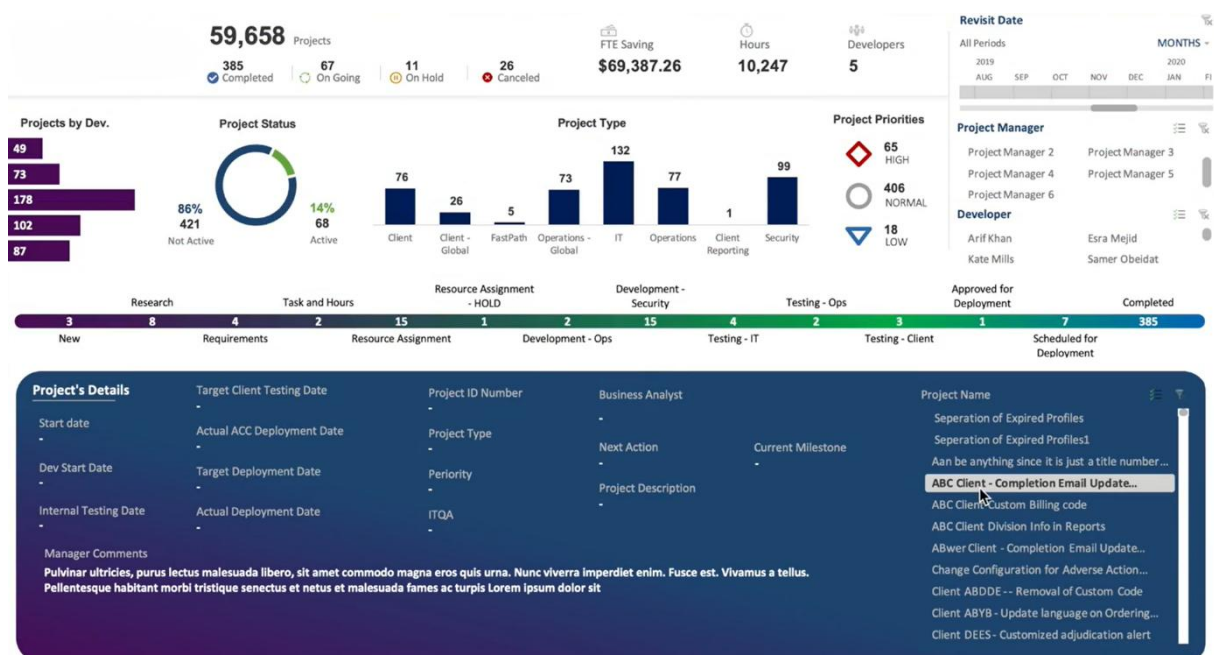 59,658 Projects
385 Completed
67 On Going
11 On Hold
26 Canceled
FTE Saving
$69,387.26
Hours
10,247
Developers
5
Revisit Date
All Periods MONTHS
2019 2020
AUG SEP OCT NOV DEC JAN
Projects by Dev.
49
73
178
102
87
Project Status
86%
421
Not Active
14%
68
Active
Project Type
76 26 5 73 132 77 1 99
Client
Client - Global
FastPath
Operations - Global
IT
Operations
Client Reporting
Security
Project Priorities
65
HIGH
406
NORMAL
18
LOW
Project Manager
Project Manager 2 Project Manager 3
Project Manager 4 Project Manager 5
Project Manager 6
Developer
Arif Khan Esra Mejid
Kate Mills Samer Obeidat
Research
Task and Hours
Resource Assignment - HOLD
Development - Security
Testing - Ops
Approved for Deployment
Completed
3 8 4 2 15 1 2 15 4 2 3 1 7 385
New
Requirements
Resource Assignment
Development - Ops
Testing - IT
Testing - Client
Scheduled for Deployment
Project's Details
Start date
-
Dev Start Date
-
Internal Testing Date
-
Target Client Testing Date
-
Actual ACC Deployment Date
-
Target Deployment Date
-
Actual Deployment Date
-
Project ID Number
-
Project Type
-
Periority
-
ITQA
-
Business Analyst
-
Next Action
-
Project Description
-
Current Milestone
-
Manager Comments
Pulvinar ultricies, purus lectus malesuada libero, sit amet commodo magna eros quis urna. Nunc viverra imperdiet enim. Fusce est. Vivamus a tellus.
Pellentesque habitant morbi tristique senectus et netus et malesuada fames ac turpis Lorem ipsum dolor sit
Project Name
Seperation of Expired Profiles
Seperation of Expired Profiles1
Aan be anything since it is just a title number...
ABC Client - Completion Email Update...
ABC Client Custom Billing code
ABC Client Division Info in Reports
ABwer Client - Completion Email Update...
Change Configuration for Adverse Action...
Client ABDDE -- Removal of Custom Code
Client ABYB - Update language on Ordering...
Client DEES - Customized adjudication alert